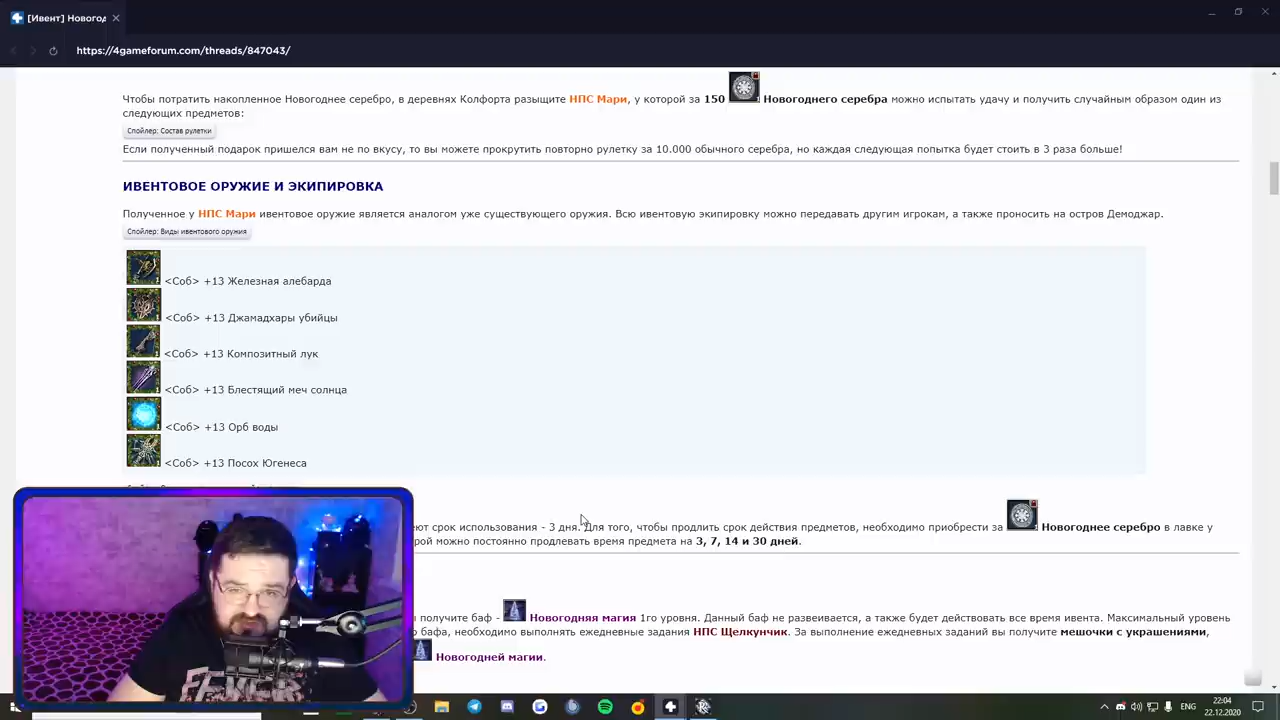 [Ивент] Новогод
https://4gameforum.com/threads/847043/
Чтобы потратить накопленное Новогоднее серебро, в деревнях Колфорта разыщите НПС Мари, у которой за 150 Новогоднего серебра можно испытать удачу и получить случайным образом один из
следующих предметов:
Спойлер: Состав рулетки
Если полученный подарок пришелся вам не по вкусу, то вы можете прокрутить повторно рулетку за 10.000 обычного серебра, но каждая следующая попытка будет стоить в 3 раза больше!
ИВЕНТОВОЕ ОРУЖИЕ И ЭКИПИРОВКА
Полученное у НПС Мари ивентовое оружие является аналогом уже существующего оружия. Всю ивентовую экипировку можно передавать другим игрокам, а также проносить на остров Демоджар.
Спойлер: Виды ивентового оружия
<Соб> +13 Железная алебарда
<Соб> +13 Джамадхары убийцы
<Соб> +13 Композитный лук
<Соб> +13 Блестящий меч солнца
<Соб> +13 Орб воды
<Соб> +13 Посох Югенеса
срок использования - 3 дня. Для того, чтобы продлить срок действия предметов, необходимо приобрести за Новогоднее серебро в лавке у
можно постоянно продлевать время предмета на 3, 7, 14 и 30 дней.
получите баф - Новогодняя магия 1го уровня. Данный баф не развеивается, а также будет действовать все время ивента. Максимальный уровень
бафа, необходимо выполнять ежедневные задания НПС Щелкунчик. За выполнение ежедневных заданий вы получите мешочки с украшениями,
Новогодней магии.
22:04
22.12.2020